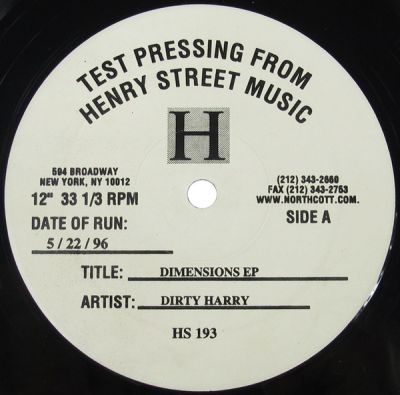 TEST PRESSING FROM
HENRY STREET MUSIC
H
594 BROADWAY
NEW YORK, NY 10012
12" 33 1/3 RPM
(212) 343-2660
FAX (212) 343-2753
WWW.NORTHCOTT.COM.
SIDE A
DATE OF RUN:
5 / 22 / 96
TITLE: DIMENSIONS EP
ARTIST: DIRTY HARRY
HS 193